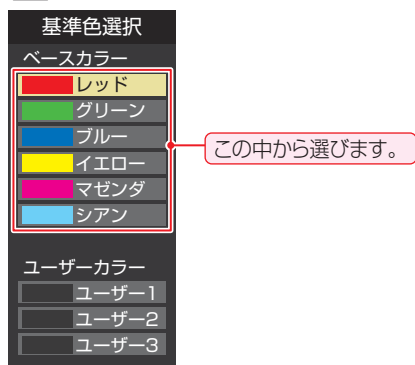 基準色選択
ベースカラー
レッド
グリーン
ブルー
イエロー
マゼンダ
シアン
この中から選びます。
ユーザーカラー
ユーザー1
ユーザー2
ユーザー3